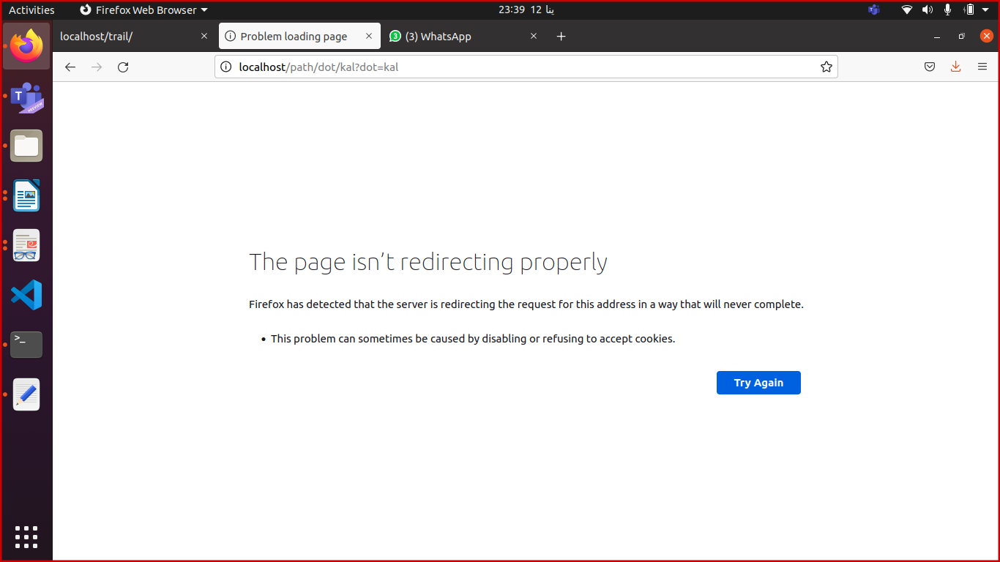 Activities
Firefox Web Browser
23:39 12 ينا
localhost/trail/
Problem loading page
3
(3) WhatsApp
localhost/path/dot/kal?dot=kal
T
PREVIEW
>_
The page isn’t redirecting properly
Firefox has detected that the server is redirecting the request for this address in a way that will never complete.
• This problem can sometimes be caused by disabling or refusing to accept cookies.
Try Again